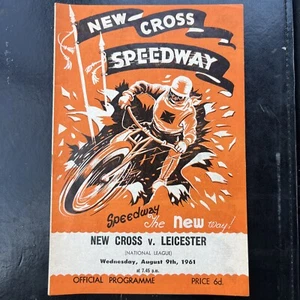 NEW CROSS
SPEEDWAY
Speedway
The New Way!
NEW CROSS v. LEICESTER
(NATIONAL LEAGUE)
Wednesday, August 9th, 1961
at 7.45 p.m.
OFFICIAL PROGRAMME PRICE 6d.